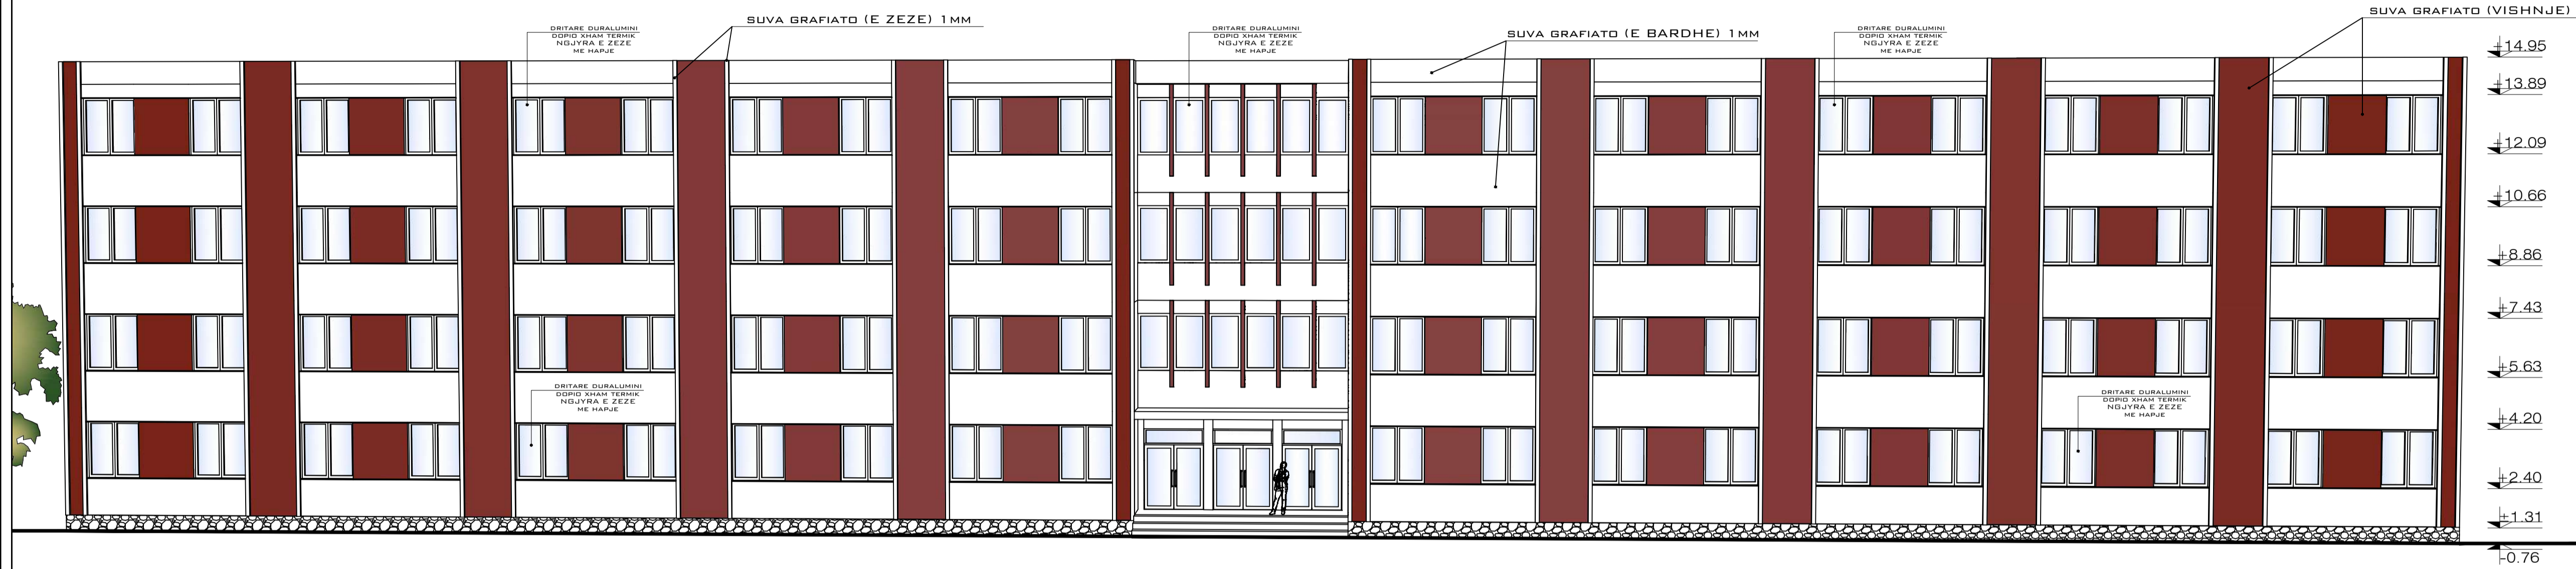 DRITARE DURALUMINI
DOPIO XHAM TERMIK
NGJYRA E ZEZE
ME HAPJE
SUVA GRAFIATO (E ZEZE) 1MM
DRITARE DURALUMINI
DOPIO XHAM TERMIK
NGJYRA E ZEZE
ME HAPJE
SUVA GRAFIATO (E BARDHE) 1MM
DRITARE DURALUMINI
DOPIO XHAM TERMIK
NGJYRA E ZEZE
ME HAPJE
SUVA GRAFIATO (VISHNJE)
+14.95
+13.89
+12.09
+10.66
+8.86
+7.43
+5.63
DRITARE DURALUMINI
DOPIO XHAM TERMIK
NGJYRA E ZEZE
ME HAPJE
DRITARE DURALUMINI
DOPIO XHAM TERMIK
NGJYRA E ZEZE
ME HAPJE
+4.20
+2.40
+1.31
-0.76